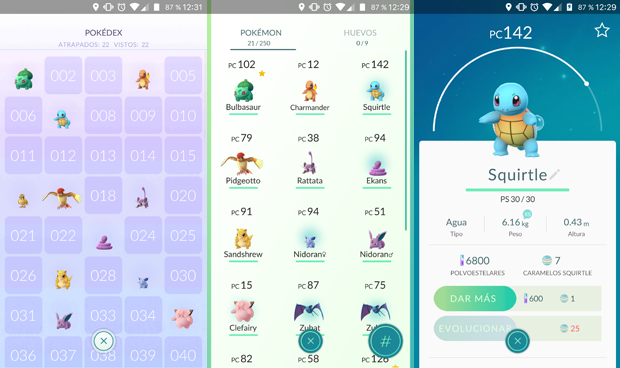 87 % 12:31
POKÉDEX
ATRAPADOS: 22 VISTOS: 22
002 003 005
006 008 009 010
011 012 013 014 015
018 020
021 022 024 025
026 028 030
031 033 034
036 037 038 039 040
87 % 12:29
POKÉMON HUEVOS
21 / 250 0/9
PC 102 PC 12 PC 142
Bulbasaur Charmander Squirtle
PC 79 PC 38 PC 94
Pidgeotto Rattata Ekans
PC 91 PC 94 PC 51
Sandshrew Nidoran♀ Nidoran♂
PC 15 PC 87 PC 75
Clefairy Zubat Zu
PC 82 PC 58 PC 126
#
87 % 12:29
PC142
Squirtle
PS 30 / 30
Agua 6.16 kg XS 0.43 m
Tipo Peso Altura
6800 7
POLVOESTELARES CARAMELOS SQUIRTLE
DAR MÁS 600 1
EVOLUCIONAR 25